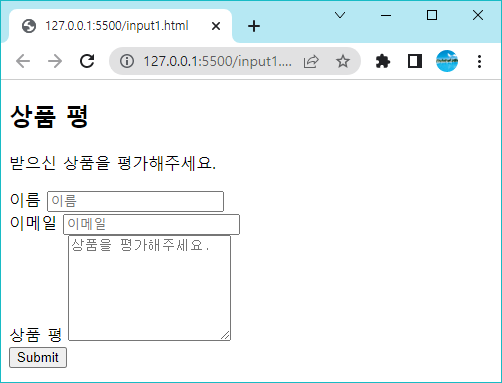 127.0.0.1:5500/input1.html
127.0.0.1:5500/input1....
상품 평
받으신 상품을 평가해주세요.
이름 이름
이메일 이메일
상품을 평가해주세요.
상품 평
Submit